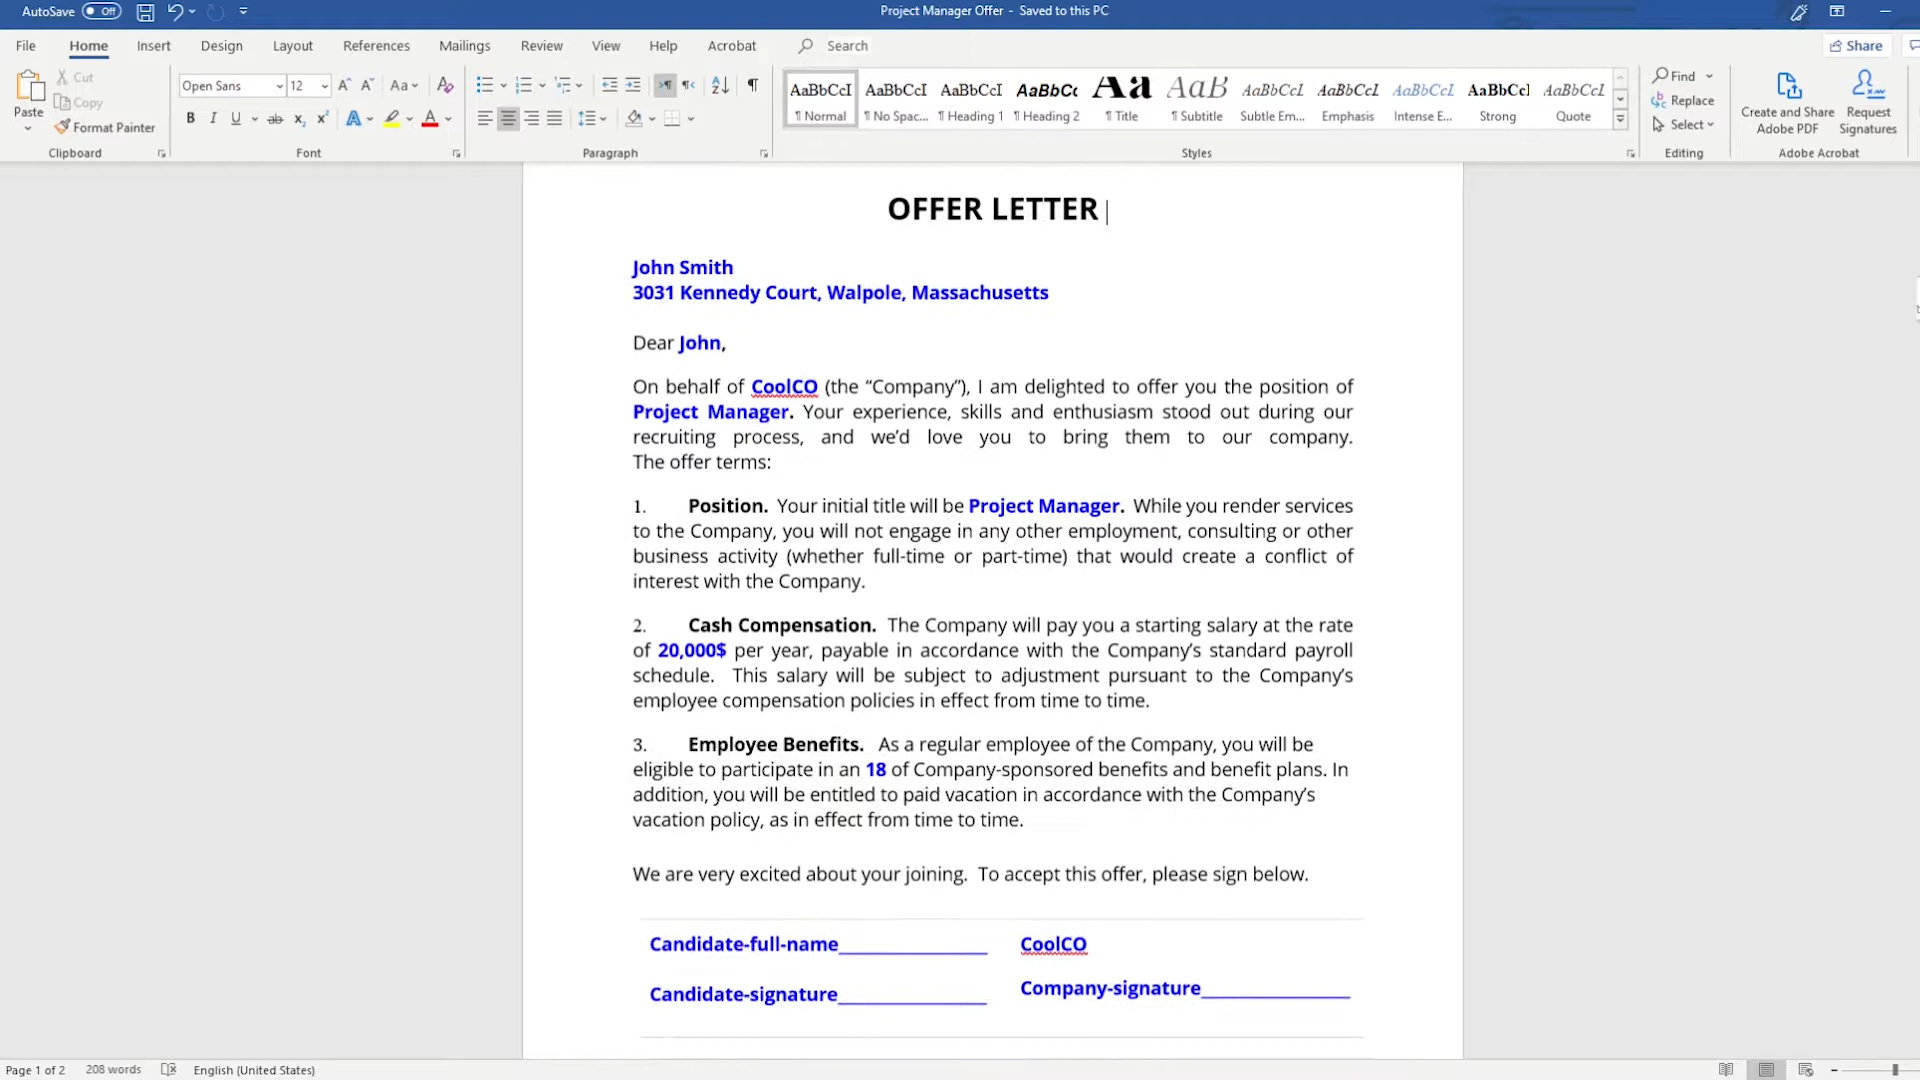 AutoSave Off
Project Manager Offer - Saved to this PC
File Home Insert Design Layout References Mailings Review View Help Acrobat Search
Share
Paste
Cut
Copy
Format Painter
Clipboard
Open Sans 12
Font
Paragraph
AaBbCcI AaBbCcI AaBbCcI AaBbCc AaB AaBbCcL AaBbCcL AaBbCcL AaBbCcI AaBbCcL
¶ Normal ¶ No Spac... ¶ Heading 1 ¶ Heading 2 ¶ Title ¶ Subtitle Subtle Em... Emphasis Intense E... Strong Quote
Styles
Find
Replace
Select
Editing
Create and Share
Adobe PDF
Request
Signatures
Adobe Acrobat
OFFER LETTER
John Smith
3031 Kennedy Court, Walpole, Massachusetts
Dear John,
On behalf of CoolCO (the “Company”), I am delighted to offer you the position of
Project Manager. Your experience, skills and enthusiasm stood out during our
recruiting process, and we’d love you to bring them to our company.
The offer terms:
1. Position. Your initial title will be Project Manager. While you render services
to the Company, you will not engage in any other employment, consulting or other
business activity (whether full-time or part-time) that would create a conflict of
interest with the Company.
2. Cash Compensation. The Company will pay you a starting salary at the rate
of 20,000$ per year, payable in accordance with the Company’s standard payroll
schedule. This salary will be subject to adjustment pursuant to the Company’s
employee compensation policies in effect from time to time.
3. Employee Benefits. As a regular employee of the Company, you will be
eligible to participate in an 18 of Company-sponsored benefits and benefit plans. In
addition, you will be entitled to paid vacation in accordance with the Company’s
vacation policy, as in effect from time to time.
We are very excited about your joining. To accept this offer, please sign below.
Candidate-full-name_______________ CoolCO
Candidate-signature_______________ Company-signature_______________
Page 1 of 2 208 words English (United States)